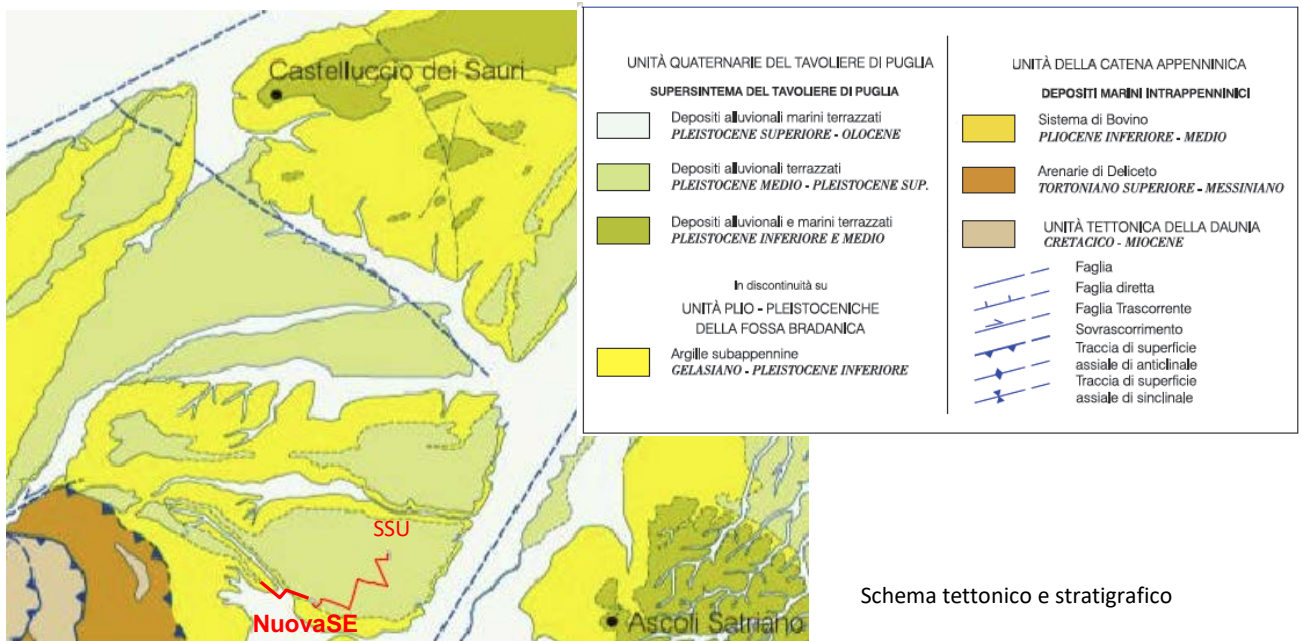 Castelluccio dei Sauri
SSU
NuovaSE
Ascoli Satriano
UNITÀ QUATERNARIE DEL TAVOLIERE DI PUGLIA
SUPERSINTEMA DEL TAVOLIERE DI PUGLIA
Depositi alluvionali marini terrazzati
PLEISTOCENE SUPERIORE - OLOCENE
Depositi alluvionali terrazzati
PLEISTOCENE MEDIO - PLEISTOCENE SUP.
Depositi alluvionali e marini terrazzati
PLEISTOCENE INFERIORE E MEDIO
In discontinuità su
UNITÀ PLIO - PLEISTOCENICHE
DELLA FOSSA BRADANICA
Argille subappennine
GELASIANO - PLEISTOCENE INFERIORE
UNITÀ DELLA CATENA APPENNINICA
DEPOSITI MARINI INTRAPPENNINICI
Sistema di Bovino
PLIOCENE INFERIORE - MEDIO
Arenarie di Deliceto
TORTONIANO SUPERIORE - MESSINIANO
UNITÀ TETTONICA DELLA DAUNIA
CRETACICO - MIOCENE
Faglia
Faglia diretta
Faglia Trascorrente
Sovrascorrimento
Traccia di superficie
assiale di anticlinale
Traccia di superficie
assiale di sinclinale
Schema tettonico e stratigrafico